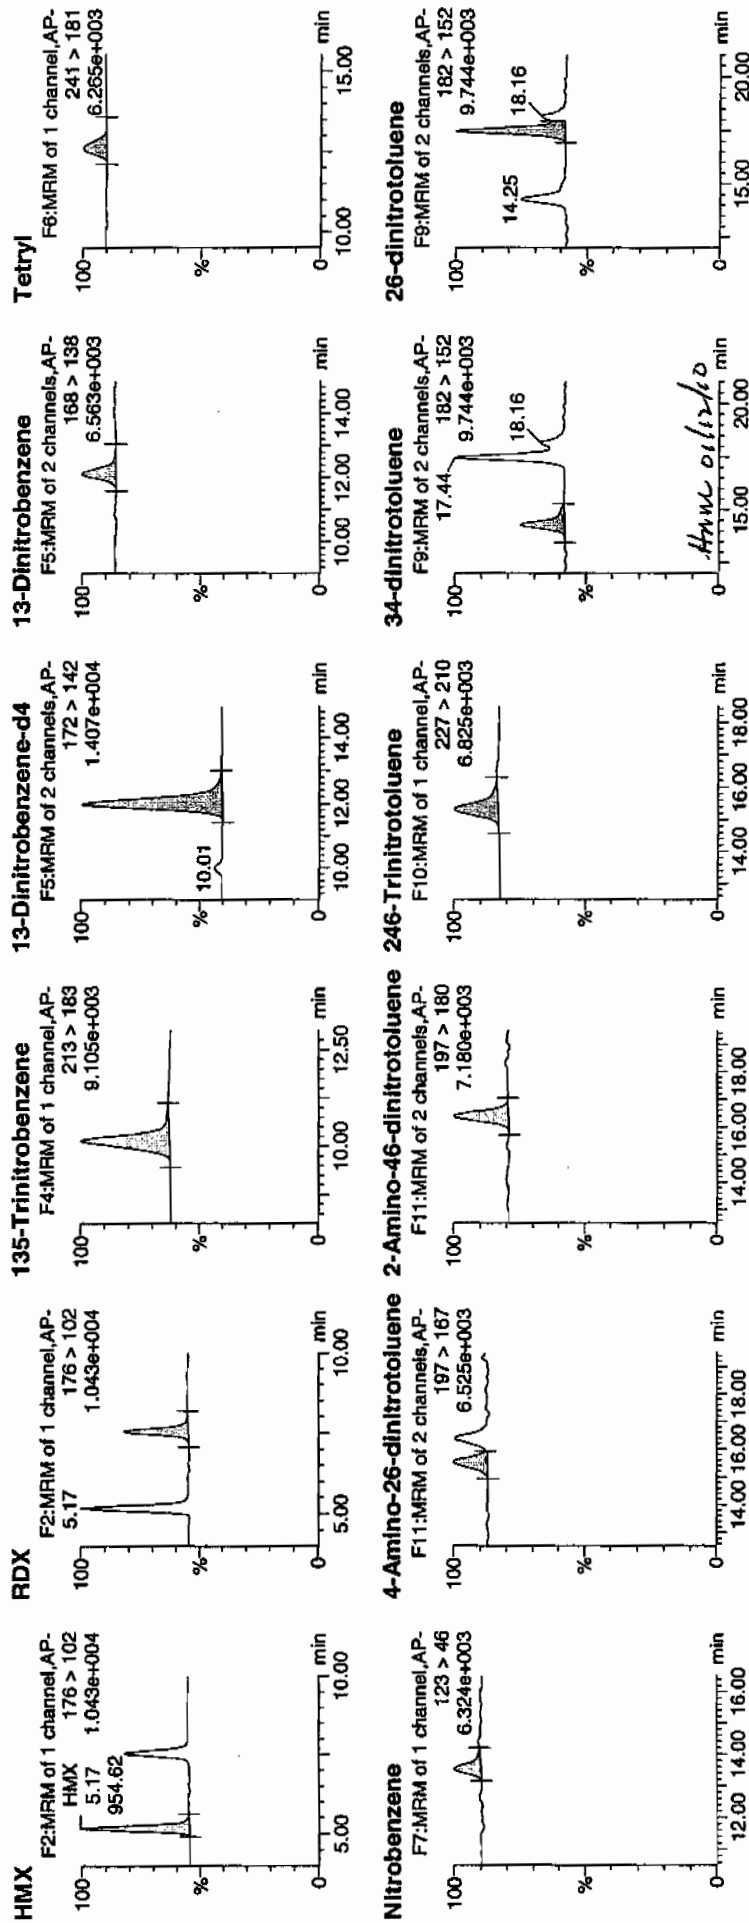 HMX
F2:MRM of 1 channel,AP-
176 > 102
1.043e+004
HMX
5.17
954.62
100
%
0
5.00
10.00
min
RDX
F2:MRM of 1 channel,AP-
176 > 102
1.043e+004
5.17
100
%
0
5.00
10.00
min
135-Trinitrobenzene
F4:MRM of 1 channel,AP-
213 > 183
9.105e+003
100
%
0
10.00
12.50
min
13-Dinitrobenzene-d4
F5:MRM of 2 channels,AP-
172 > 142
1.407e+004
10.01
100
%
0
10.00
12.00
14.00
min
13-Dinitrobenzene
F5:MRM of 2 channels,AP-
168 > 138
6.563e+003
100
%
0
10.00
12.00
14.00
min
Tetryl
F6:MRM of 1 channel,AP-
241 > 181
6.265e+003
100
%
0
10.00
15.00
min
Nitrobenzene
F7:MRM of 1 channel,AP-
123 > 46
6.324e+003
100
%
0
12.00
14.00
16.00
min
4-Amino-26-dinitrotoluene
F11:MRM of 2 channels,AP-
197 > 167
6.525e+003
100
%
0
14.00
16.00
18.00
min
2-Amino-46-dinitrotoluene
F11:MRM of 2 channels,AP-
197 > 180
7.180e+003
100
%
0
14.00
16.00
18.00
min
246-Trinitrotoluene
F10:MRM of 1 channel,AP-
227 > 210
6.825e+003
100
%
0
14.00
16.00
18.00
min
34-dinitrotoluene
F9:MRM of 2 channels,AP-
182 > 152
9.744e+003
17.44
18.16
100
%
0
15.00
20.00
min
01/12/10
26-dinitrotoluene
F9:MRM of 2 channels,AP-
182 > 152
9.744e+003
14.25
18.16
100
%
0
15.00
20.00
min